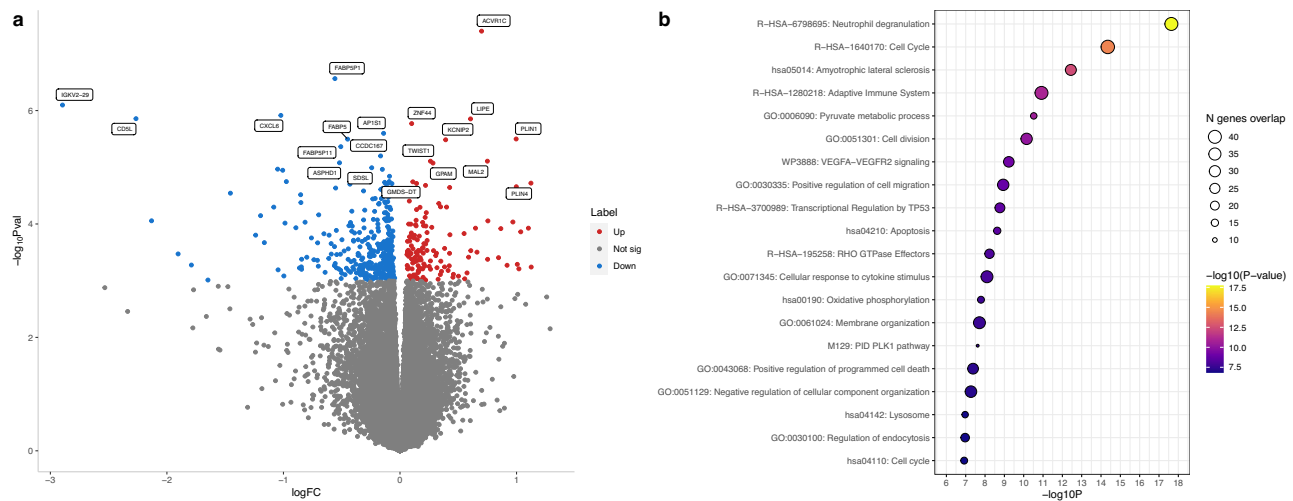 a
ACVR1C
FABP5P1
IGKV2−29
CD5L
CXCL6
FABP5
AP1S1
ZNF44
LIPE
KCNIP2
PLIN1
FABP5P11
CCDC167
TWIST1
ASPHD1
SDSL
GPAM
MAL2
GMDS−DT
PLIN4
6
4
2
0
−3
−2
−1
0
1
logFC
−log10Pval
Label
Up
Not sig
Down
b
R−HSA−6798695: Neutrophil degranulation
R−HSA−1640170: Cell Cycle
hsa05014: Amyotrophic lateral sclerosis
R−HSA−1280218: Adaptive Immune System
GO:0006090: Pyruvate metabolic process
GO:0051301: Cell division
WP3888: VEGFA−VEGFR2 signaling
GO:0030335: Positive regulation of cell migration
R−HSA−3700989: Transcriptional Regulation by TP53
hsa04210: Apoptosis
R−HSA−195258: RHO GTPase Effectors
GO:0071345: Cellular response to cytokine stimulus
hsa00190: Oxidative phosphorylation
GO:0061024: Membrane organization
M129: PID PLK1 pathway
GO:0043068: Positive regulation of programmed cell death
GO:0051129: Negative regulation of cellular component organization
hsa04142: Lysosome
GO:0030100: Regulation of endocytosis
hsa04110: Cell cycle
6 7 8 9 10 11 12 13 14 15 16 17 18
−log10P
N genes overlap
40
35
30
25
20
15
10
−log10(P−value)
17.5
15.0
12.5
10.0
7.5